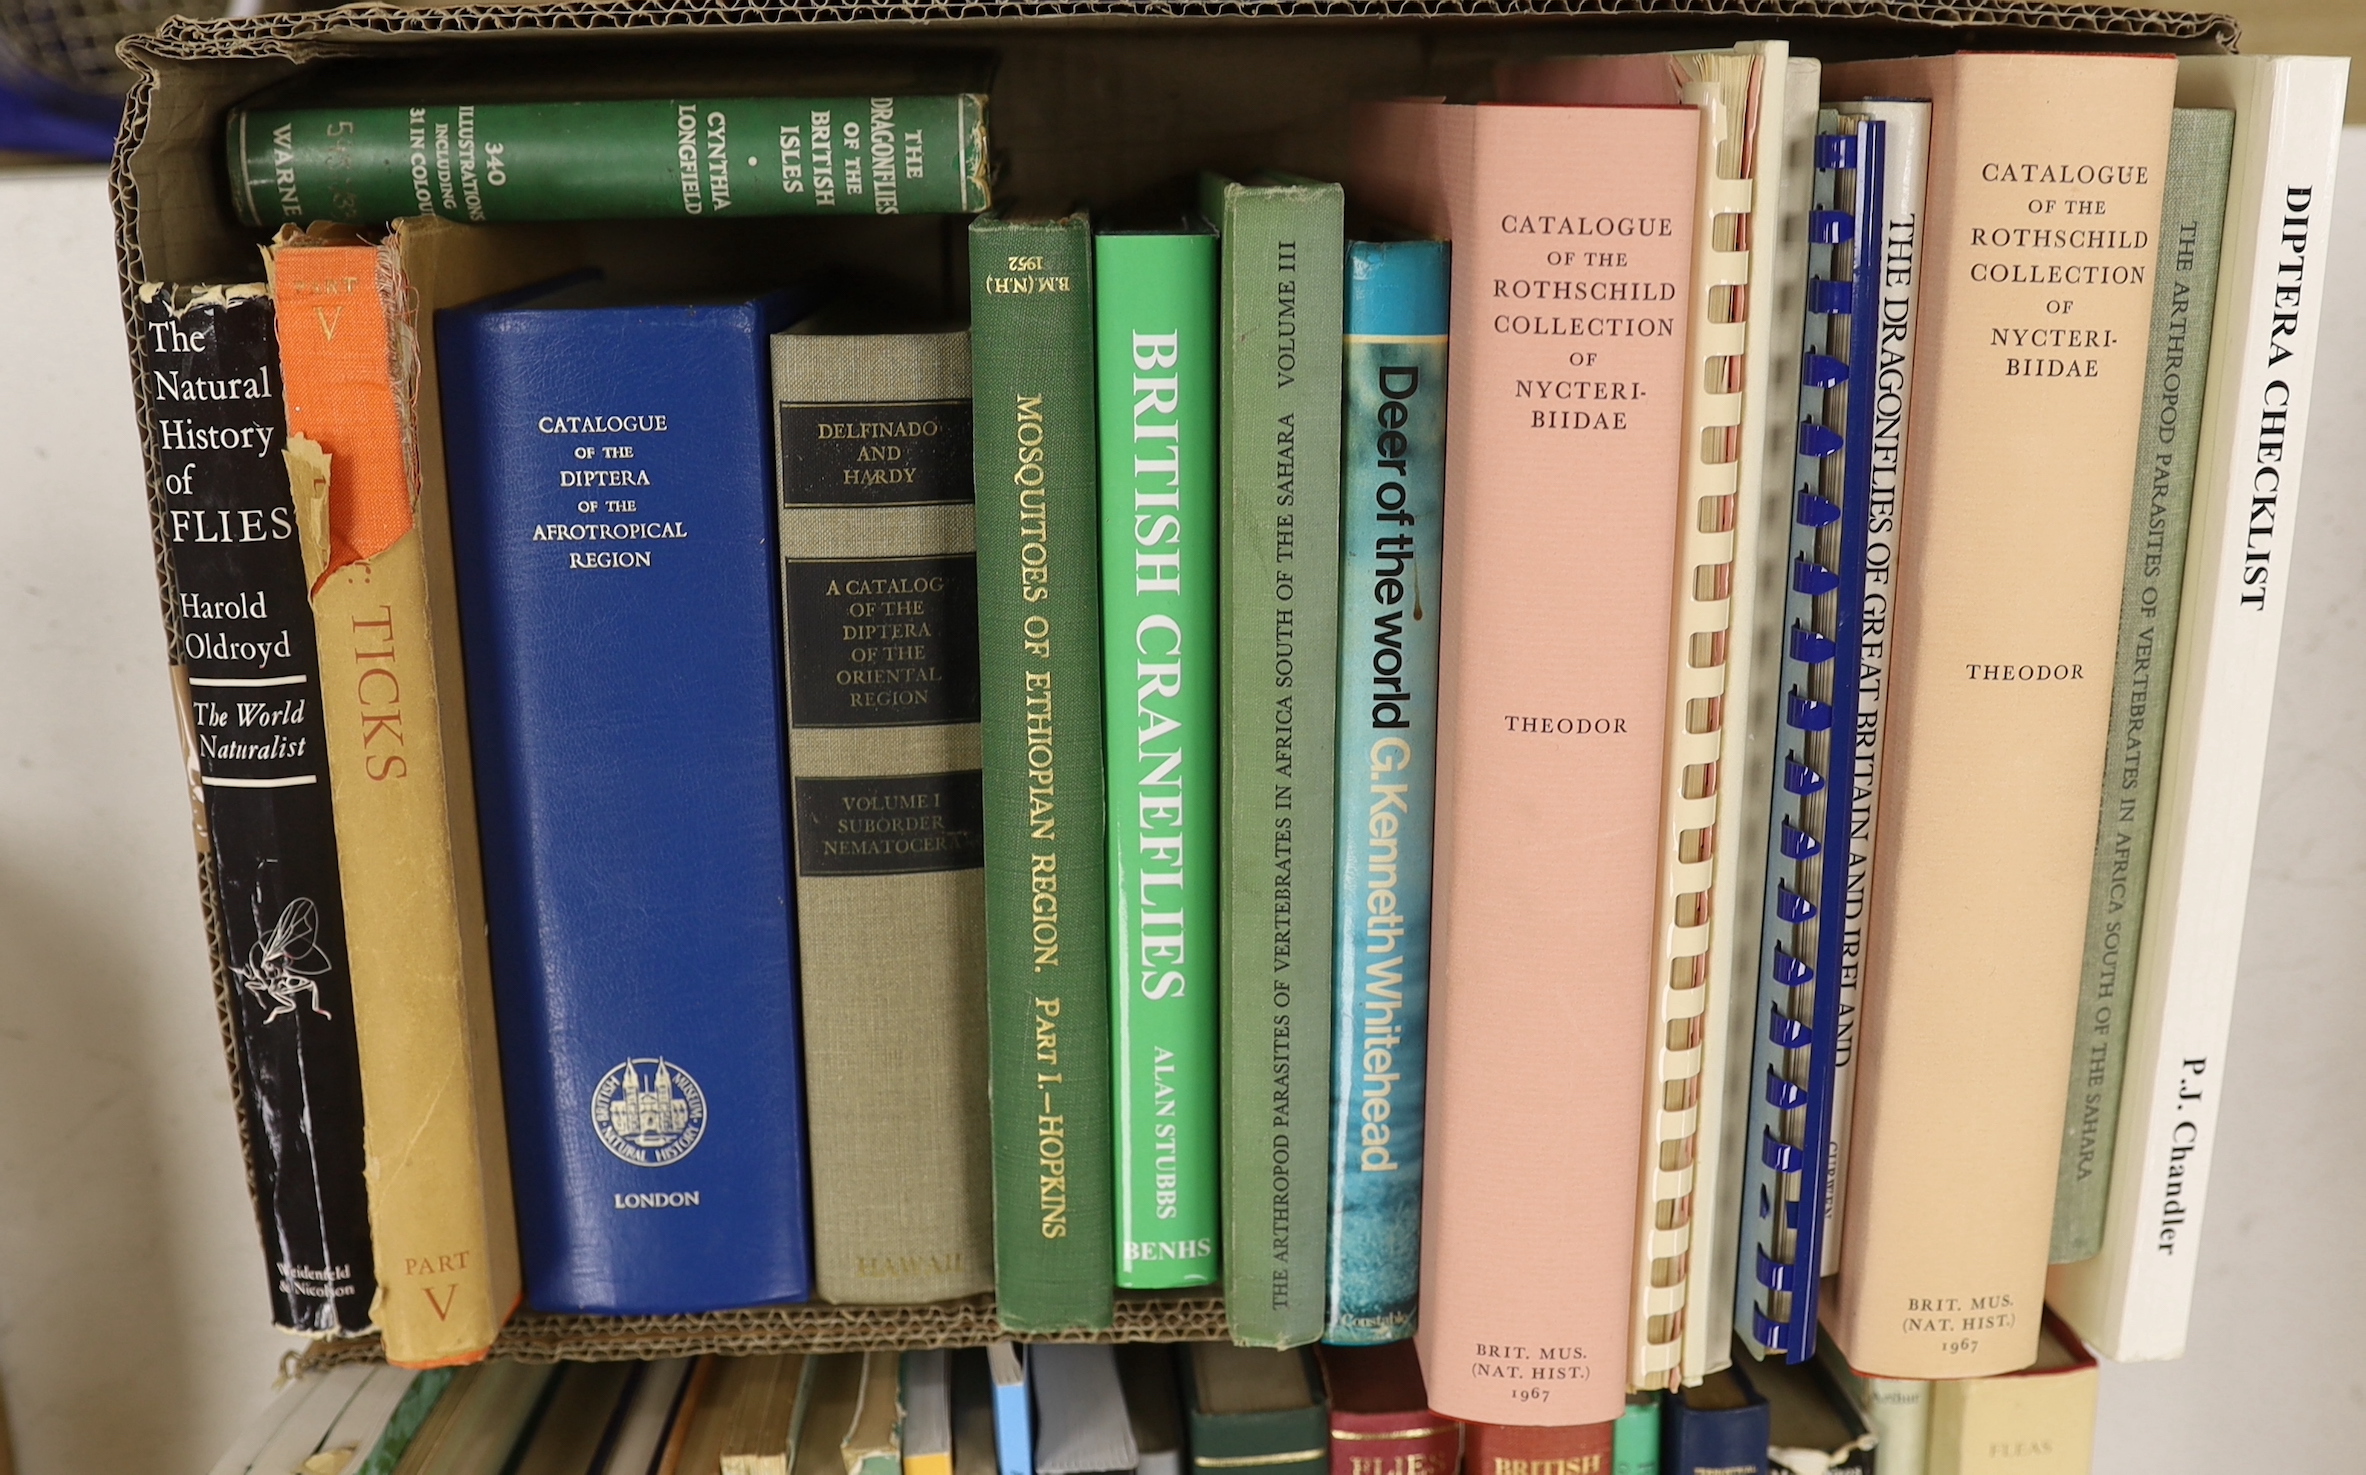 THE
DRAGONFLIES
OF THE
BRITISH
ISLES
CYNTHIA
LONGFIELD
340
ILLUSTRATIONS
INCLUDING
31 IN COLOU
WARNE
The
Natural
History
of
FLIES
Harold
Oldroyd
The World
Naturalist
Weidenfeld
& Nicolson
PART
V
TICKS
PART
V
CATALOGUE
OF THE
DIPTERA
OF THE
AFROTROPICAL
REGION
BRITISH MUSEUM
NATURAL HISTORY
LONDON
DELFINADO
AND
HARDY
A CATALOG
OF THE
DIPTERA
OF THE
ORIENTAL
REGION
VOLUME I
SUBORDER
NEMATOCERA
HAWAII
B.M.(N.H.)
1952
MOSQUITOES OF ETHIOPIAN REGION. PART I.—HOPKINS
BRITISH CRANEFLIES ALAN STUBBS
BENHS
THE ARTHROPOD PARASITES OF VERTEBRATES IN AFRICA SOUTH OF THE SAHARA VOLUME III
Deer of the world G. Kenneth Whitehead
Constable
CATALOGUE
OF THE
ROTHSCHILD
COLLECTION
OF
NYCTERI-
BIIDAE
THEODOR
BRIT. MUS.
(NAT. HIST.)
1967
THE DRAGONFLIES OF GREAT BRITAIN AND IRELAND
CATALOGUE
OF THE
ROTHSCHILD
COLLECTION
OF
NYCTERI-
BIIDAE
THEODOR
BRIT. MUS.
(NAT. HIST.)
1967
THE ARTHROPOD PARASITES OF VERTEBRATES IN AFRICA SOUTH OF THE SAHARA
DIPTERA CHECKLIST P.J. Chandler
FLIES
BRITISH
FLEAS